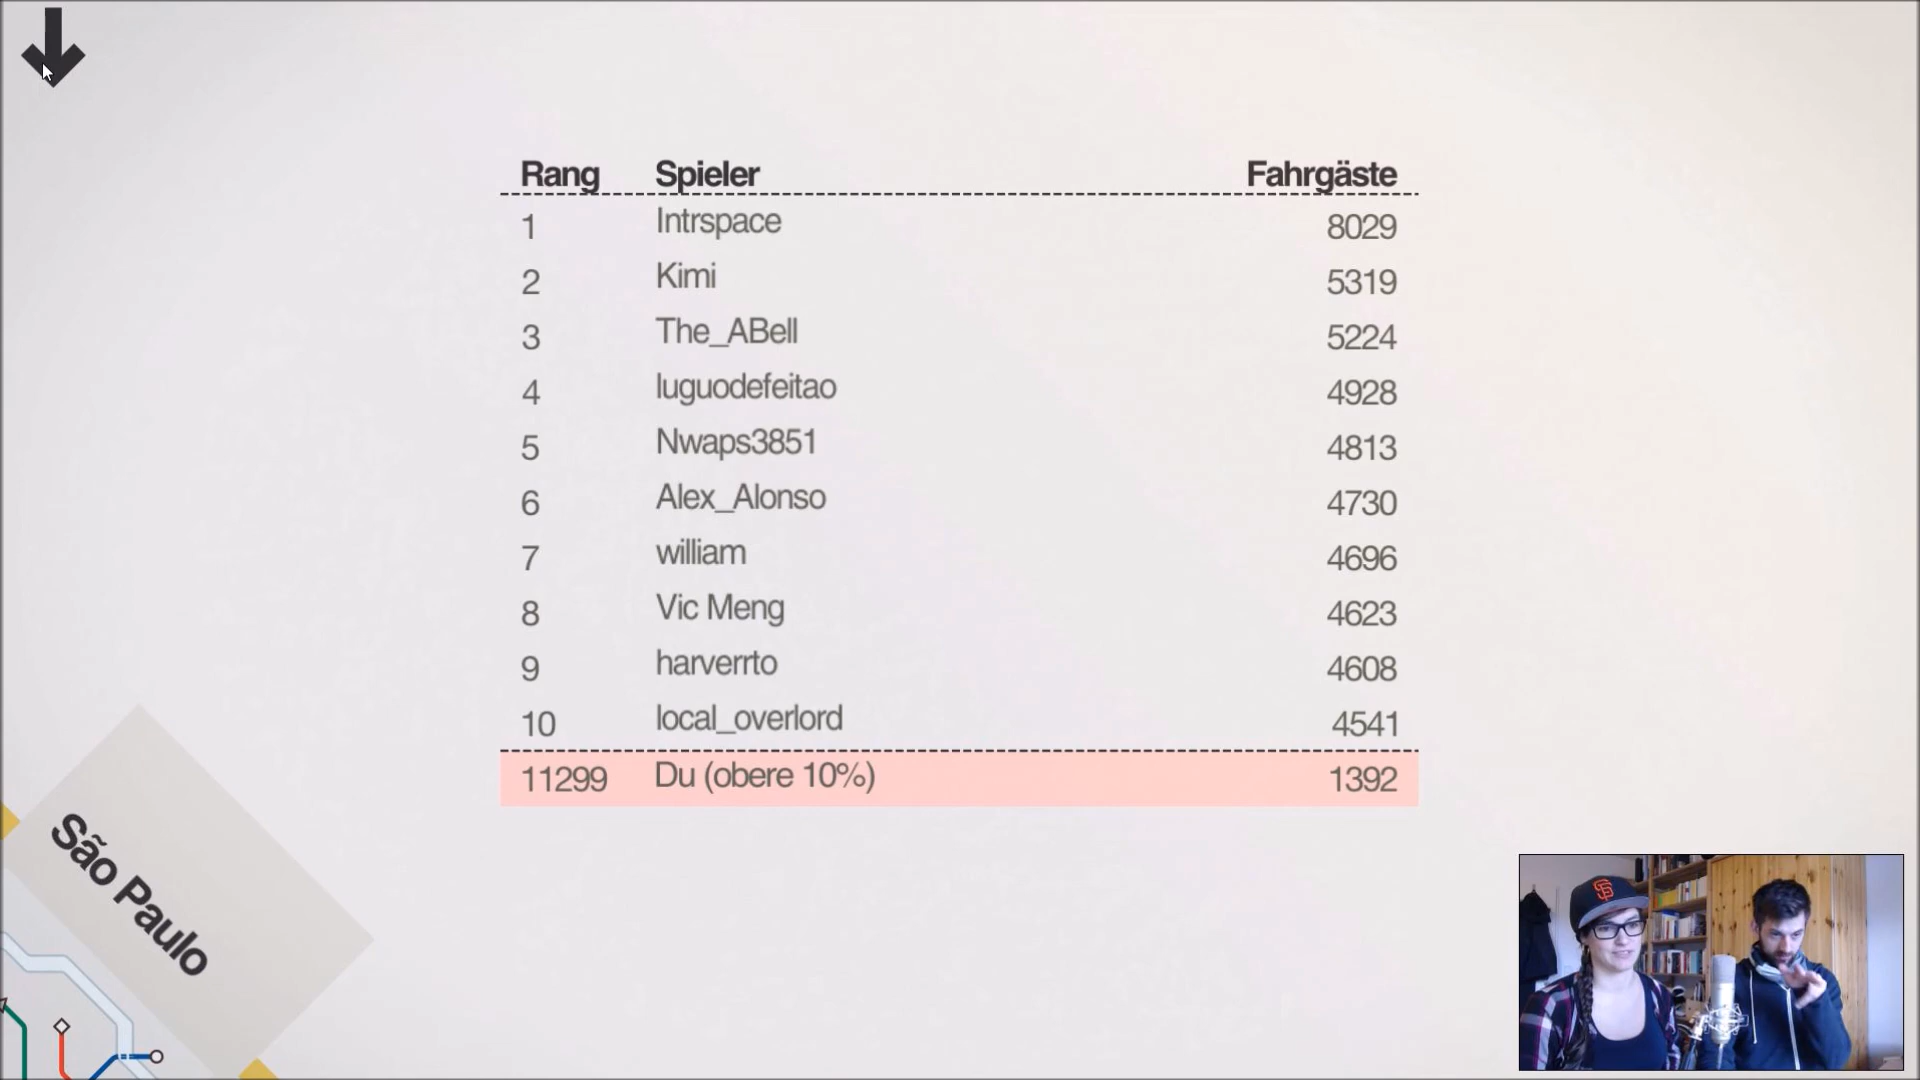 Rang Spieler Fahrgäste
1 Intrspace 8029
2 Kimi 5319
3 The_ABell 5224
4 luguodefeitao 4928
5 Nwaps3851 4813
6 Alex_Alonso 4730
7 william 4696
8 Vic Meng 4623
9 harverrto 4608
10 local_overlord 4541
11299 Du (obere 10%) 1392
São Paulo
SF